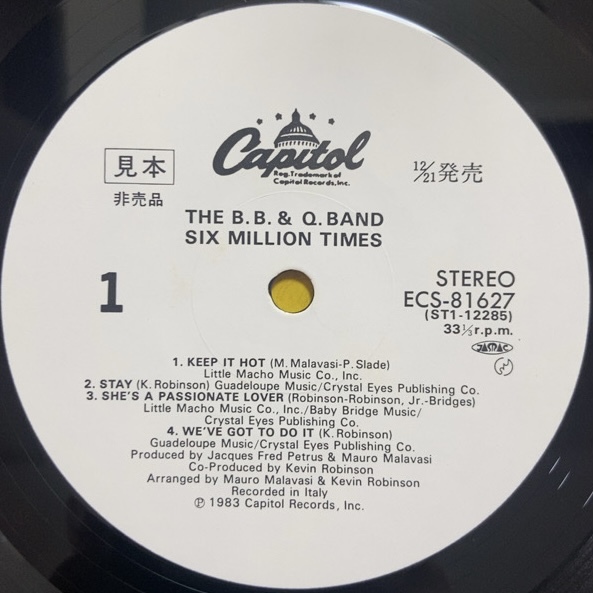 Capitol
Reg. Trademark of
Capitol Records, Inc.
見本
非売品
12/21発売
THE B.B. & Q. BAND
SIX MILLION TIMES
1
STEREO
ECS-81627
(ST1-12285)
33⅓ r.p.m.
JASRAC
1. KEEP IT HOT (M. Malavasi-P. Slade)
Little Macho Music Co., Inc.
2. STAY (K. Robinson) Guadeloupe Music/Crystal Eyes Publishing Co.
3. SHE'S A PASSIONATE LOVER (Robinson-Robinson, Jr.-Bridges)
Little Macho Music Co., Inc./Baby Bridge Music/
Crystal Eyes Publishing Co.
4. WE'VE GOT TO DO IT (K. Robinson)
Guadeloupe Music/Crystal Eyes Publishing Co.
Produced by Jacques Fred Petrus & Mauro Malavasi
Co-Produced by Kevin Robinson
Arranged by Mauro Malavasi & Kevin Robinson
Recorded in Italy
℗ 1983 Capitol Records, Inc.